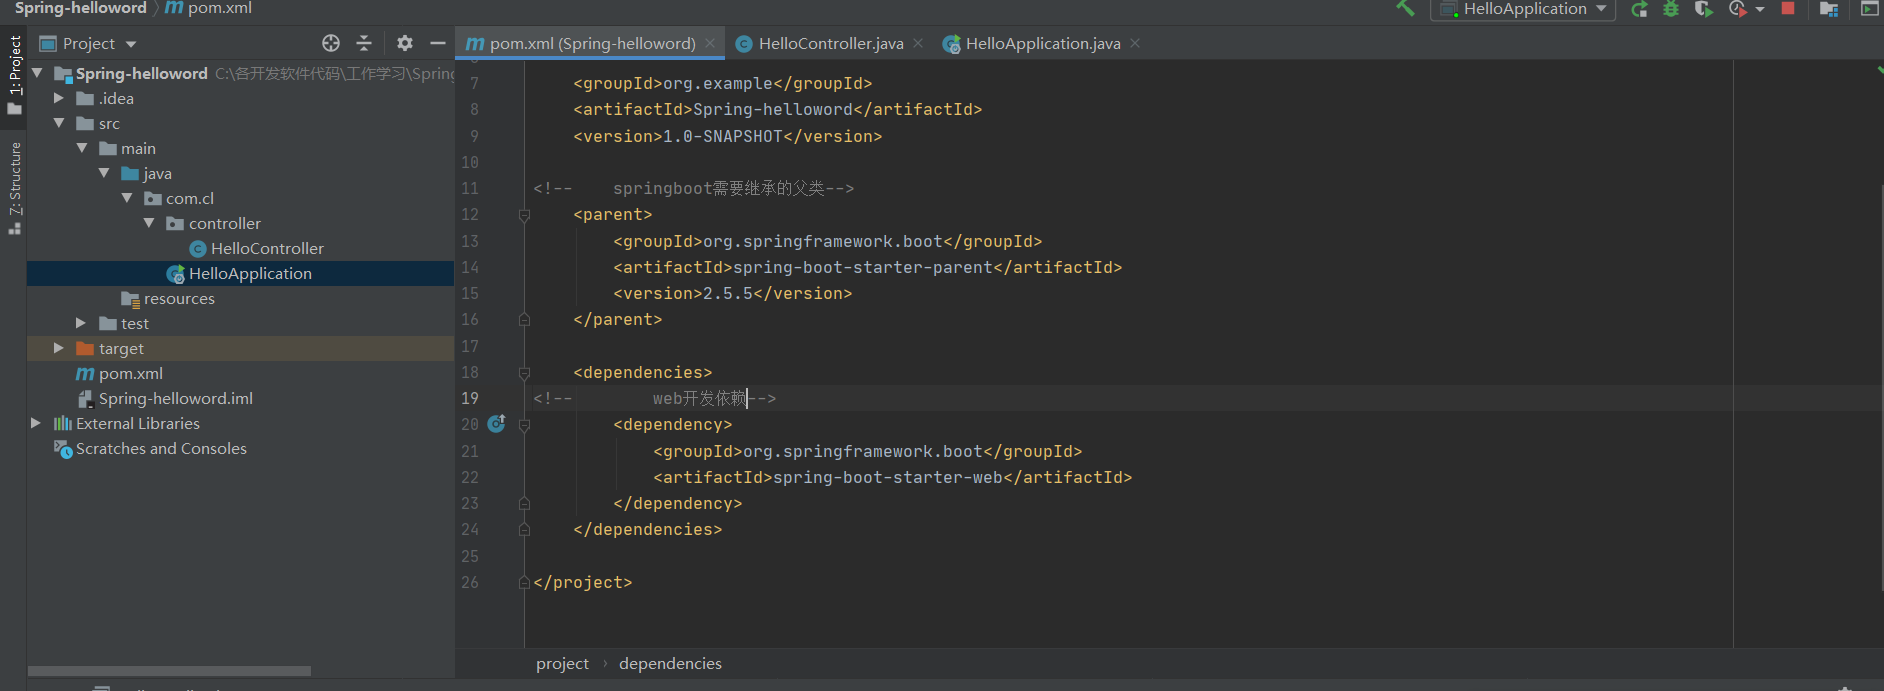 Spring-helloword 〉 pom.xml
HelloApplication
1: Project
Z: Structure
Project
Spring-helloword C:\各开发软件代码\工作学习\Spring
.idea
src
main
java
com.cl
controller
HelloController
HelloApplication
resources
test
target
pom.xml
Spring-helloword.iml
External Libraries
Scratches and Consoles
pom.xml (Spring-helloword) HelloController.java HelloApplication.java
7 <groupId>org.example</groupId>
8 <artifactId>Spring-helloword</artifactId>
9 <version>1.0-SNAPSHOT</version>
10
11 <!-- springboot需要继承的父类-->
12 <parent>
13 <groupId>org.springframework.boot</groupId>
14 <artifactId>spring-boot-starter-parent</artifactId>
15 <version>2.5.5</version>
16 </parent>
17
18 <dependencies>
19 <!-- web开发依赖-->
20 <dependency>
21 <groupId>org.springframework.boot</groupId>
22 <artifactId>spring-boot-starter-web</artifactId>
23 </dependency>
24 </dependencies>
25
26 </project>
project › dependencies